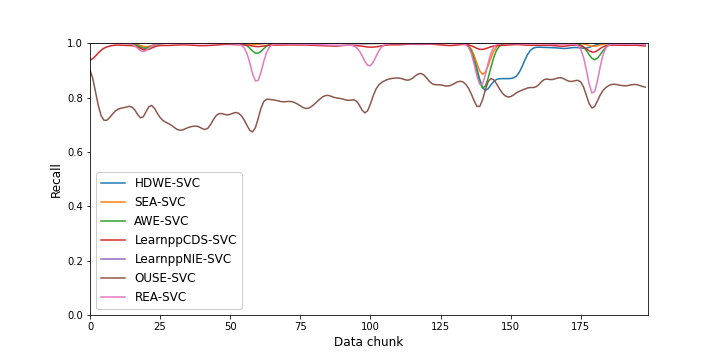 1.0
0.8
0.6
0.4
0.2
0.0
Recall
HDWE-SVC
SEA-SVC
AWE-SVC
LearnppCDS-SVC
LearnppNIE-SVC
OUSE-SVC
REA-SVC
0 25 50 75 100 125 150 175
Data chunk